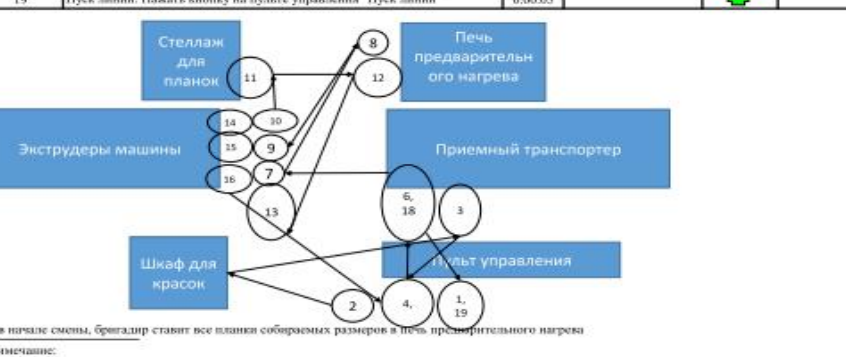 19 Пуск линии. Нажать кнопку на пульте управления "Пуск линии"
Стеллаж
для
планок
Печь
предварительн
ого нагрева
8
11
12
14
10
Экструдеры машины
15
9
Приемный транспортер
16
7
6,
18
3
13
Шкаф для
красок
Пульт управления
2
4,
1,
19
в начале смены, бригадир ставит все планки собираемых размеров в печь предварительного нагрева
имечание: